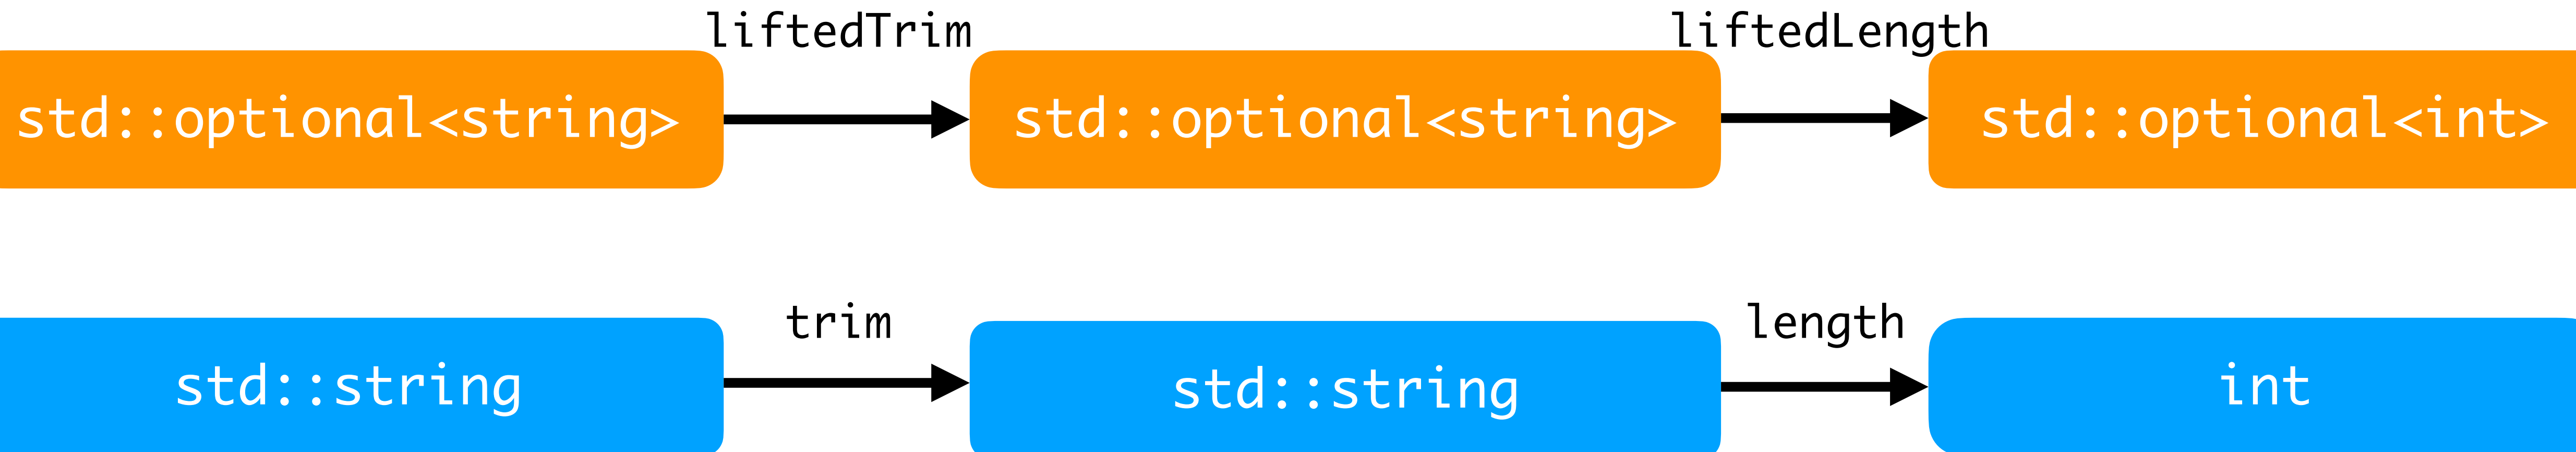 liftedTrim liftedLength
std::optional<string> std::optional<string> std::optional<int>
trim length
std::string std::string int